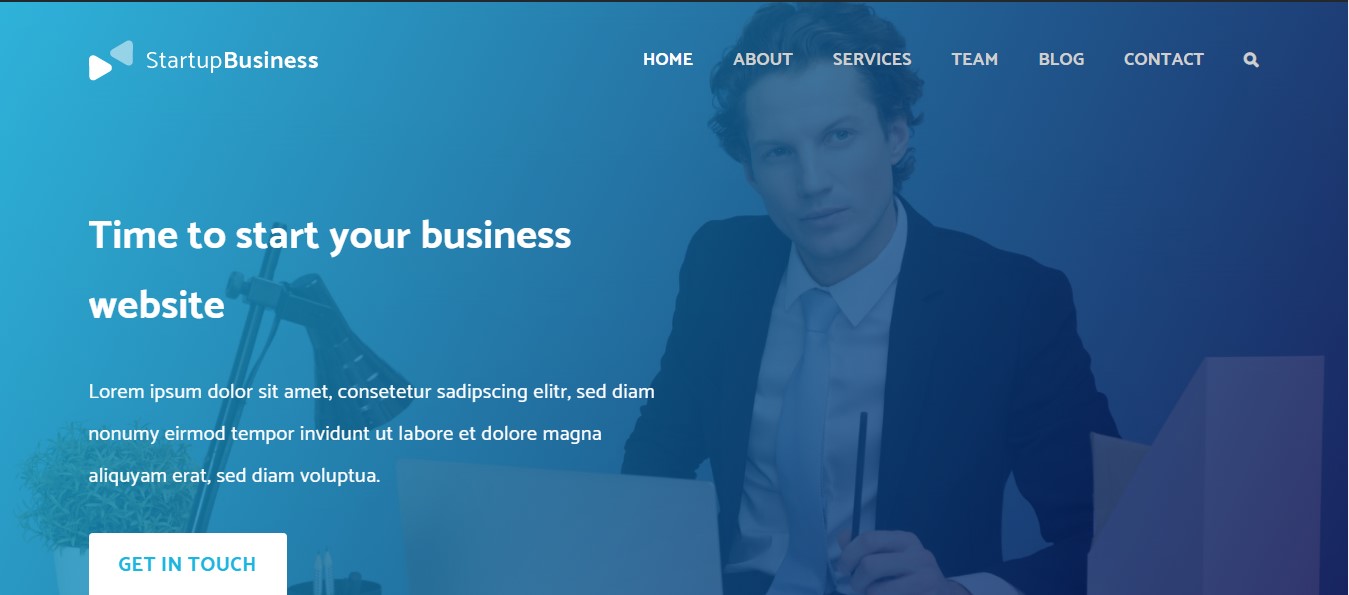 StartupBusiness
HOME ABOUT SERVICES TEAM BLOG CONTACT
Time to start your business
website
Lorem ipsum dolor sit amet, consetetur sadipscing elitr, sed diam
nonumy eirmod tempor invidunt ut labore et dolore magna
aliquyam erat, sed diam voluptua.
GET IN TOUCH